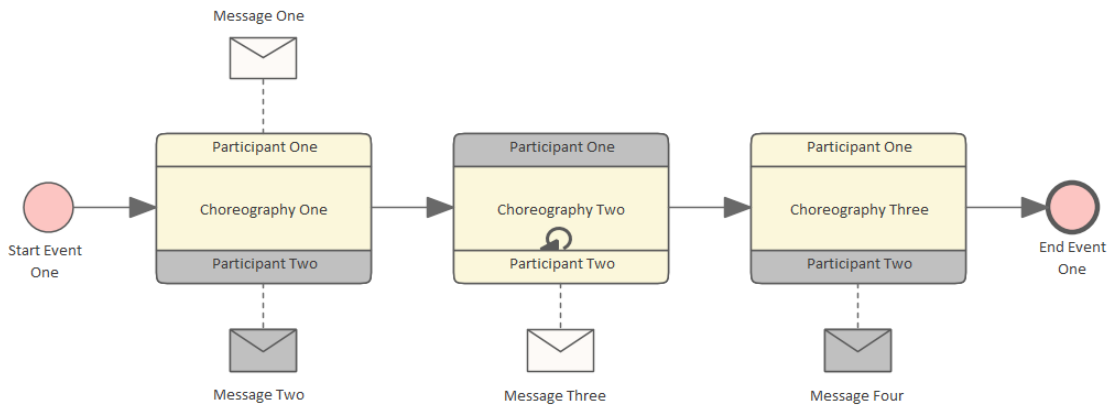 Message One
Participant One
Choreography One
Participant Two
Message Two
Participant One
Choreography Two
Participant Two
Message Three
Participant One
Choreography Three
Participant Two
Message Four
Start Event
One
End Event
One